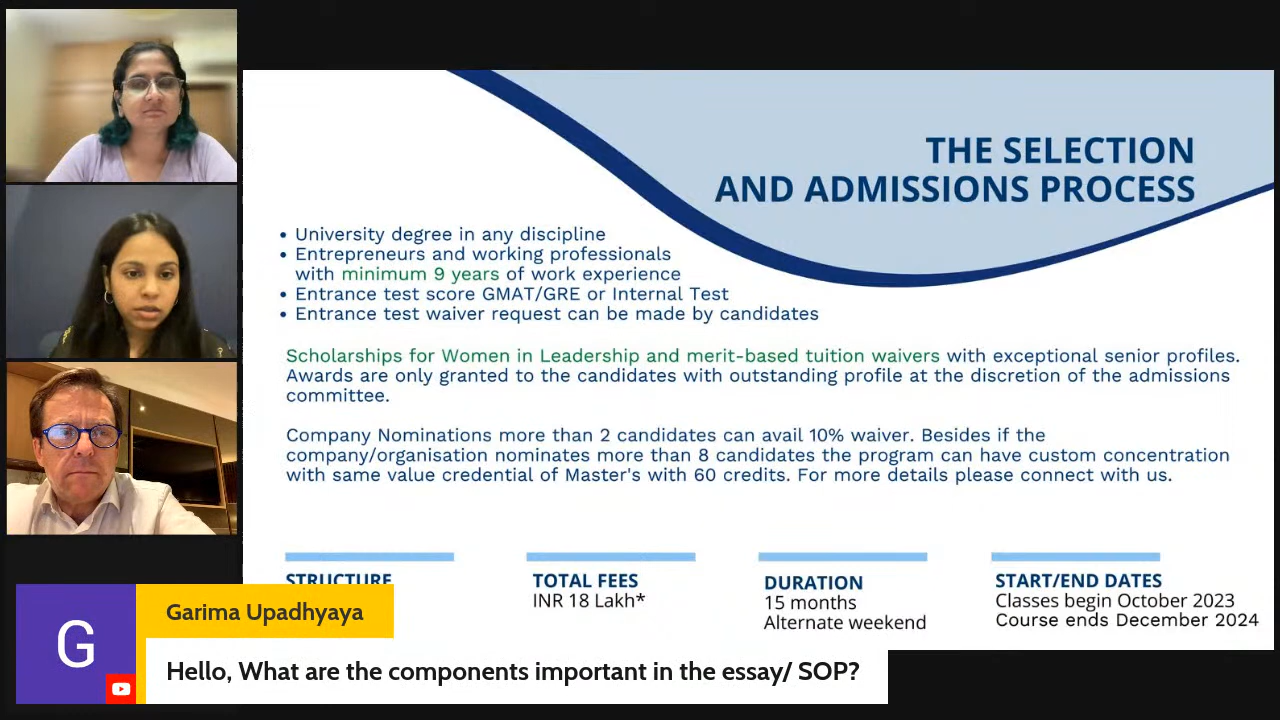 THE SELECTION
AND ADMISSIONS PROCESS
• University degree in any discipline
• Entrepreneurs and working professionals
with minimum 9 years of work experience
• Entrance test score GMAT/GRE or Internal Test
• Entrance test waiver request can be made by candidates
Scholarships for Women in Leadership and merit-based tuition waivers with exceptional senior profiles.
Awards are only granted to the candidates with outstanding profile at the discretion of the admissions
committee.
Company Nominations more than 2 candidates can avail 10% waiver. Besides if the
company/organisation nominates more than 8 candidates the program can have custom concentration
with same value credential of Master's with 60 credits. For more details please connect with us.
STRUCTURE
TOTAL FEES
INR 18 Lakh*
DURATION
15 months
Alternate weekend
START/END DATES
Classes begin October 2023
Course ends December 2024
G
Garima Upadhyaya
Hello, What are the components important in the essay/ SOP?